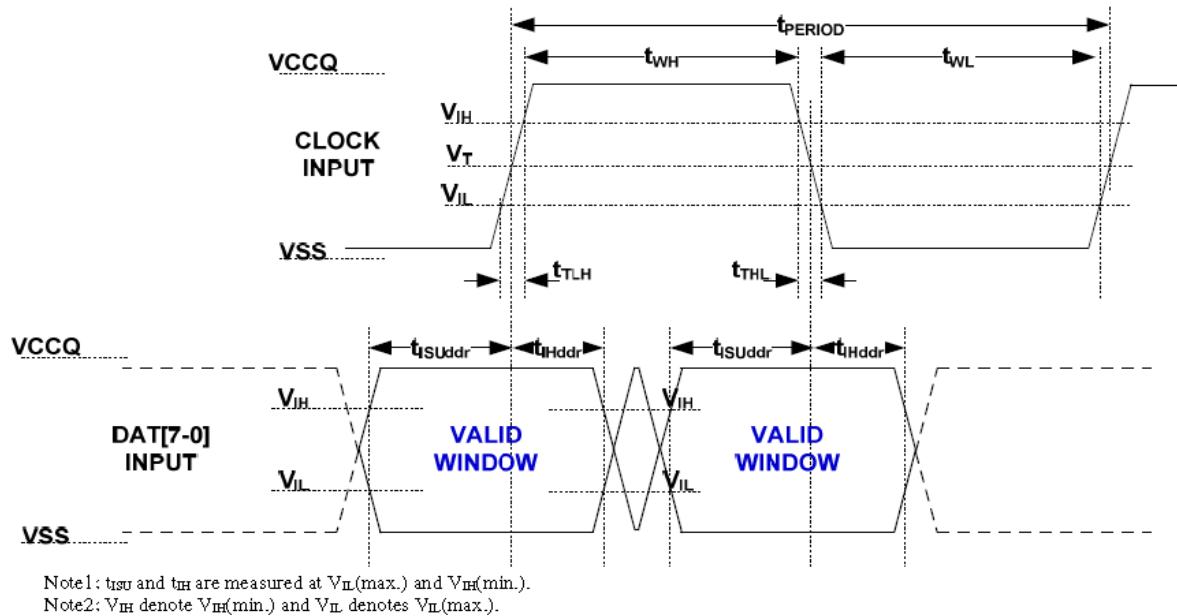 tPERIOD
VCCQ
tWH
tWL
VIH
CLOCK
INPUT
VT
VIL
VSS
tTLH
tTHL
VCCQ
tISUddr
tIHddr
tISUddr
tIHddr
VIH
VIH
DAT[7-0]
INPUT
VALID
WINDOW
VALID
WINDOW
VIL
VIL
VSS
Note1: tISU and tIH are measured at VIL(max.) and VIH(min.).
Note2: VIH denote VIH(min.) and VIL denotes VIL(max.).